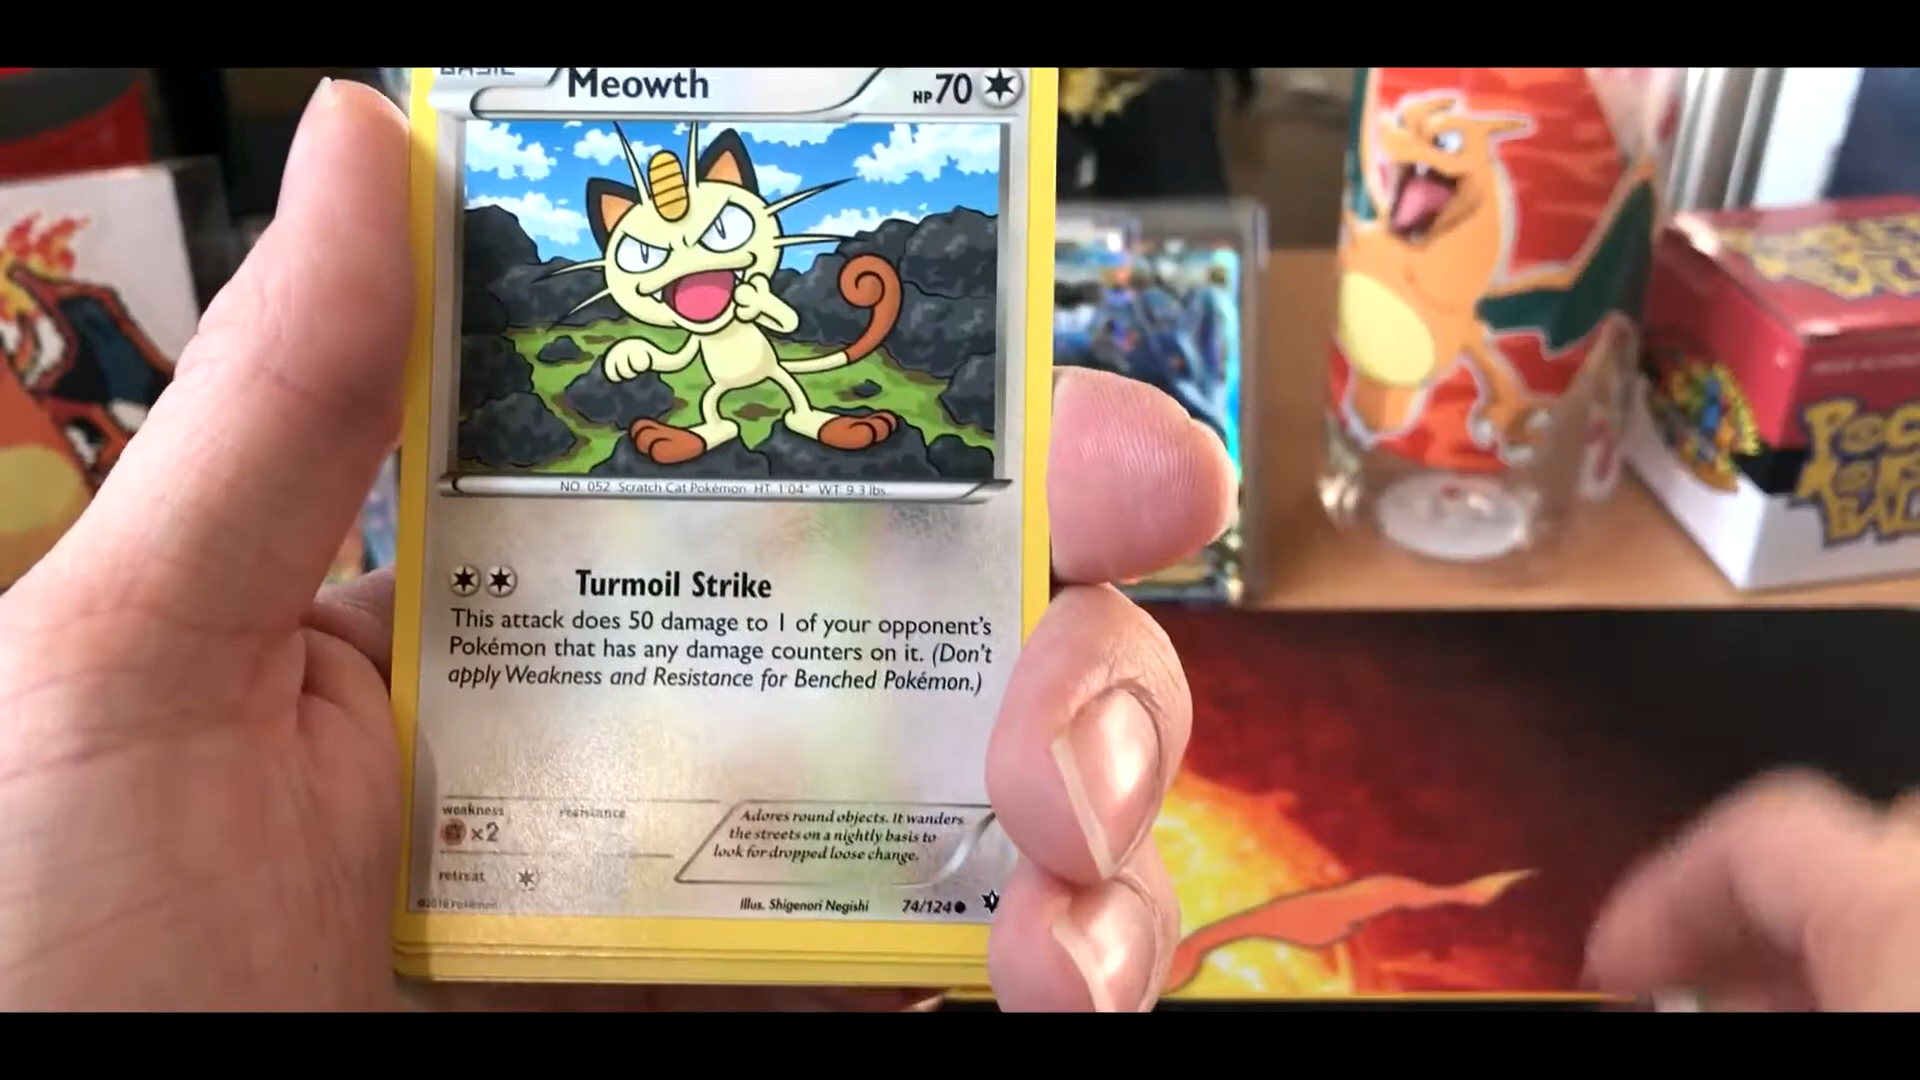 BASIC
Meowth
HP70
NO. 052 Scratch Cat Pokémon HT: 1'04" WT: 9.3 lbs.
Turmoil Strike
This attack does 50 damage to 1 of your opponent's
Pokémon that has any damage counters on it. (Don't
apply Weakness and Resistance for Benched Pokémon.)
weakness
resistance
×2
Adores round objects. It wanders
the streets on a nightly basis to
look for dropped loose change.
retreat
©2016 Pokémon
Illus. Shigenori Negishi
74/124